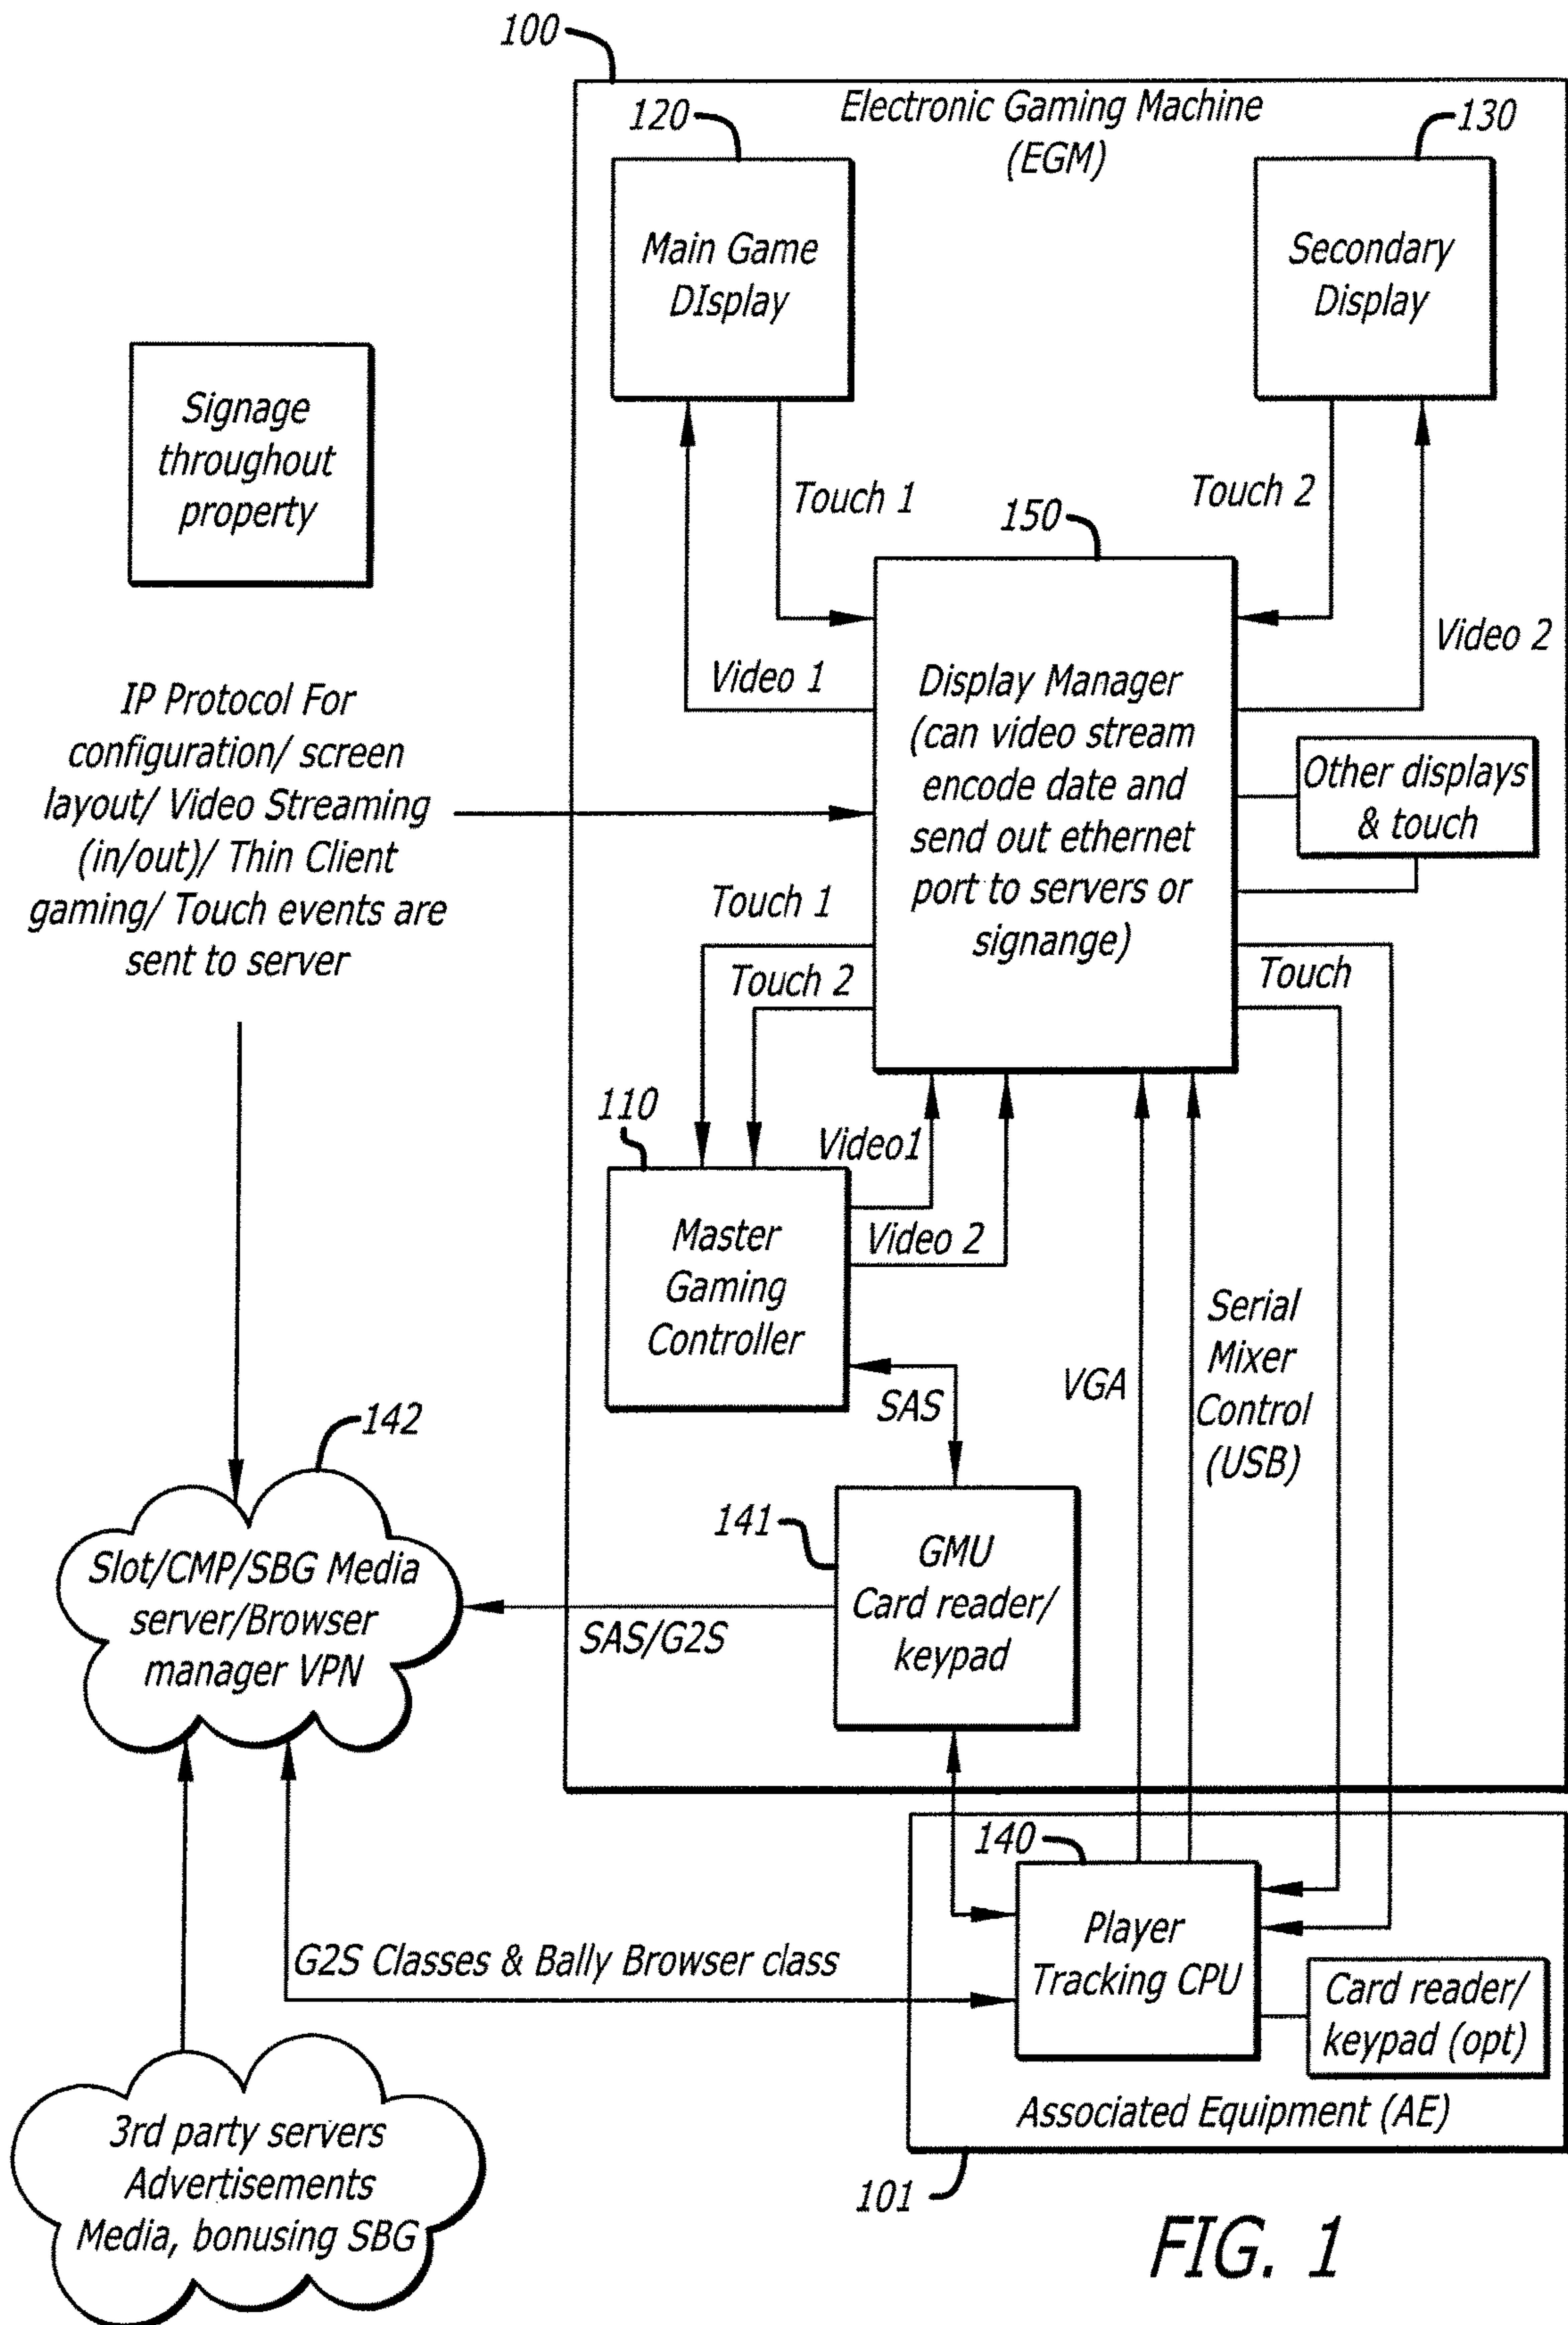 100
Electronic Gaming Machine
(EGM)
120
130
Main Game
DIsplay
Secondary
Display
Signage
throughout
property
Touch 1
Touch 2
150
Video 1
Video 2
IP Protocol For
configuration/ screen
layout/ Video Streaming
(in/out)/ Thin Client
gaming/ Touch events are
sent to server
Display Manager
(can video stream
encode date and
send out ethernet
port to servers or
signange)
Other displays
& touch
Touch 1
Touch 2
Touch
110
Video1
Video 2
Master
Gaming
Controller
SAS
VGA
Serial
Mixer
Control
(USB)
142
141
Slot/CMP/SBG Media
server/Browser
manager VPN
SAS/G2S
GMU
Card reader/
keypad
140
Player
Tracking CPU
G2S Classes & Bally Browser class
Card reader/
keypad (opt)
Associated Equipment (AE)
101
3rd party servers
Advertisements
Media, bonusing SBG
FIG. 1